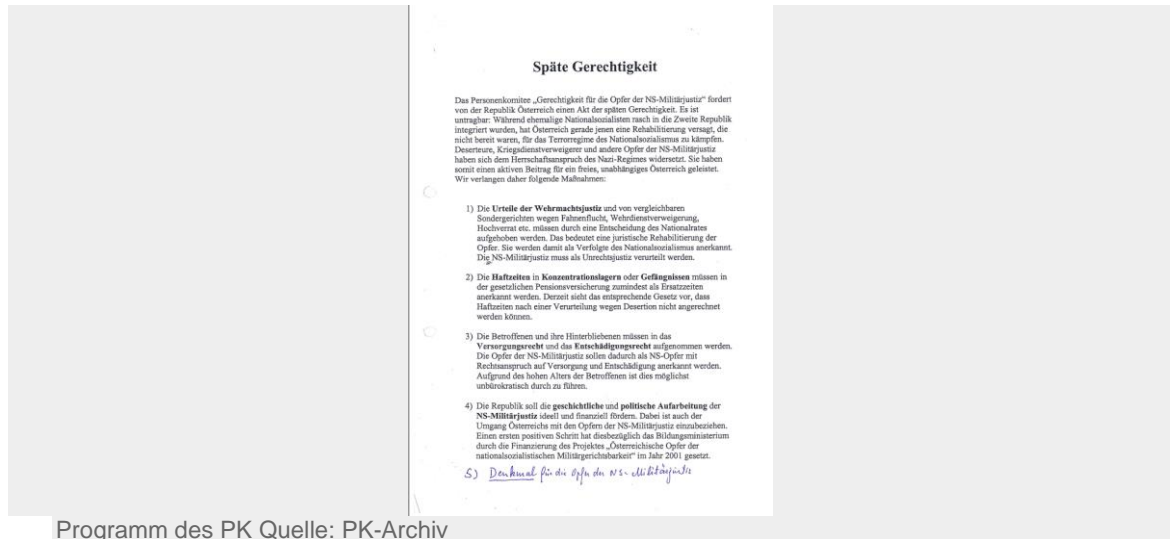 Späte Gerechtigkeit
Das Personenkomitee „Gerechtigkeit für die Opfer der NS-Militärjustiz“ fordert
von der Republik Österreich einen Akt der späten Gerechtigkeit. Es ist
untragbar: Während ehemalige Nationalsozialisten rasch in die Zweite Republik
integriert wurden, hat Österreich gerade jenen eine Rehabilitierung versagt, die
nicht bereit waren, für das Terrorregime des Nationalsozialismus zu kämpfen.
Deserteure, Kriegsdienstverweigerer und andere Opfer der NS-Militärjustiz
haben sich dem Herrschaftsanspruch des Nazi-Regimes widersetzt. Sie haben
somit einen aktiven Beitrag für ein freies, unabhängiges Österreich geleistet.
Wir verlangen daher folgende Maßnahmen:
1) Die Urteile der Wehrmachtsjustiz und von vergleichbaren
Sondergerichten wegen Fahnenflucht, Wehrdienstverweigerung,
Hochverrat etc. müssen durch eine Entscheidung des Nationalrates
aufgehoben werden. Das bedeutet eine juristische Rehabilitierung der
Opfer. Sie werden damit als Verfolgte des Nationalsozialismus anerkannt.
Die NS-Militärjustiz muss als Unrechtsjustiz verurteilt werden.
2) Die Haftzeiten in Konzentrationslagern oder Gefängnissen müssen in
der gesetzlichen Pensionsversicherung zumindest als Ersatzzeiten
anerkannt werden. Derzeit sieht das entsprechende Gesetz vor, dass
Haftzeiten nach einer Verurteilung wegen Desertion nicht angerechnet
werden können.
3) Die Betroffenen und ihre Hinterbliebenen müssen in das
Versorgungsrecht und das Entschädigungsrecht aufgenommen werden.
Die Opfer der NS-Militärjustiz sollen dadurch als NS-Opfer mit
Rechtsanspruch auf Versorgung und Entschädigung anerkannt werden.
Aufgrund des hohen Alters der Betroffenen ist dies möglichst
unbürokratisch durch zu führen.
4) Die Republik soll die geschichtliche und politische Aufarbeitung der
NS-Militärjustiz ideell und finanziell fördern. Dabei ist auch der
Umgang Österreichs mit den Opfern der NS-Militärjustiz einzubeziehen.
Einen ersten positiven Schritt hat diesbezüglich das Bildungsministerium
durch die Finanzierung des Projektes „Österreichische Opfer der
nationalsozialistischen Militärgerichtsbarkeit“ im Jahr 2001 gesetzt.
5) Denkmal für die Opfer der NS-Militärjustiz
Programm des PK Quelle: PK-Archiv